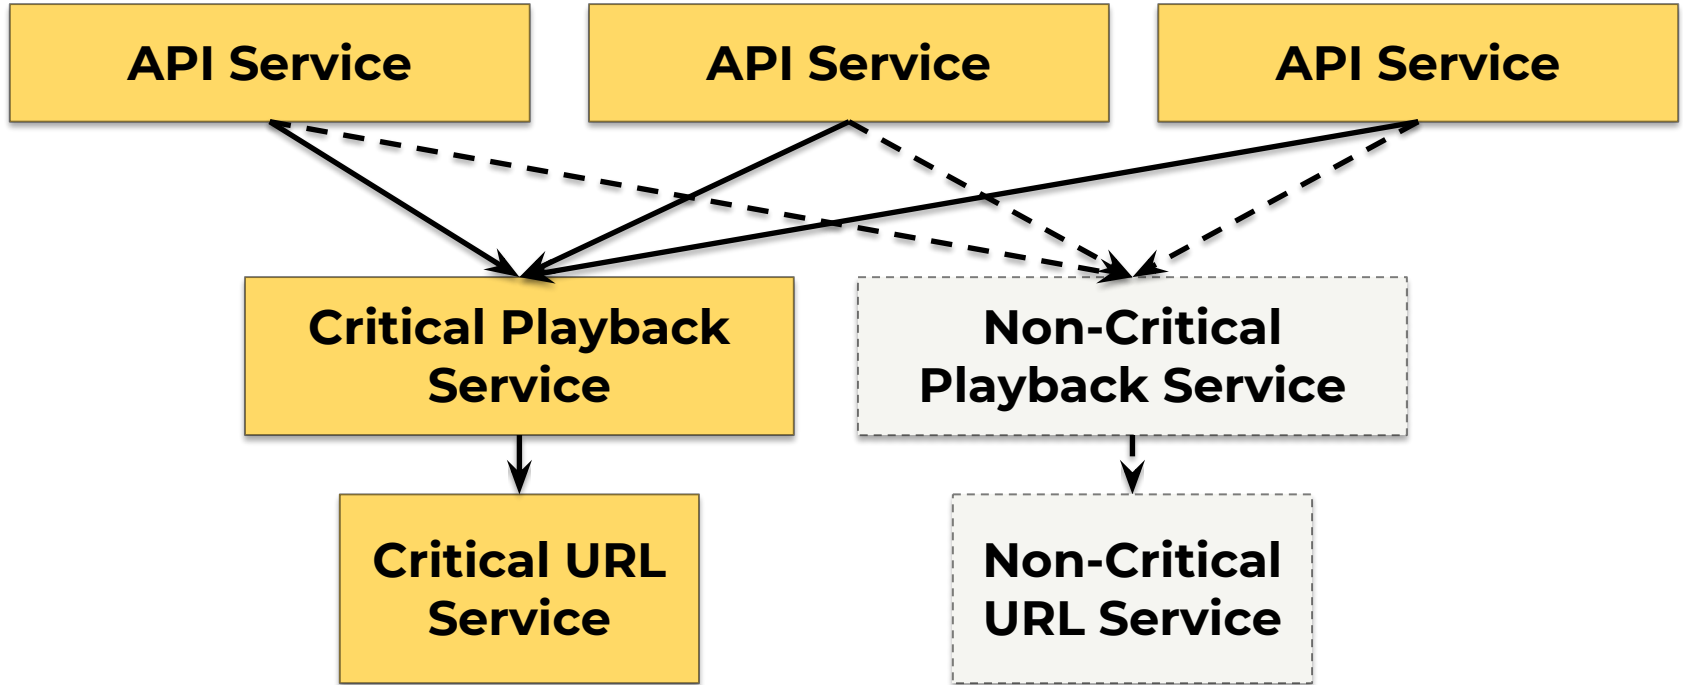 API Service
API Service
API Service
Critical Playback
Service
Non-Critical
Playback Service
Critical URL
Service
Non-Critical
URL Service